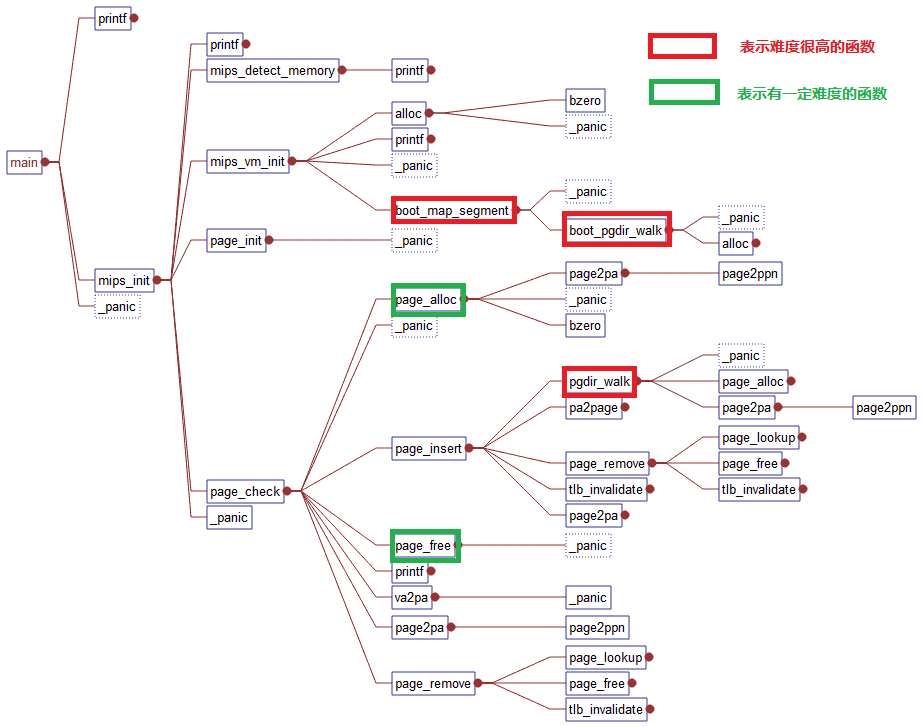 printf
表示难度很高的函数
printf
mips_detect_memory
printf
表示有一定难度的函数
alloc
bzero
_panic
printf
main
mips_vm_init
_panic
_panic
boot_map_segment
_panic
boot_pgdir_walk
alloc
page_init
_panic
mips_init
page2pa
page2ppn
_panic
page_alloc
_panic
_panic
bzero
_panic
pgdir_walk
page_alloc
pa2page
page2pa
page2ppn
page_insert
page_lookup
page_remove
page_free
page_check
tlb_invalidate
tlb_invalidate
_panic
page2pa
page_free
_panic
printf
va2pa
_panic
page2pa
page2ppn
page_lookup
page_remove
page_free
tlb_invalidate